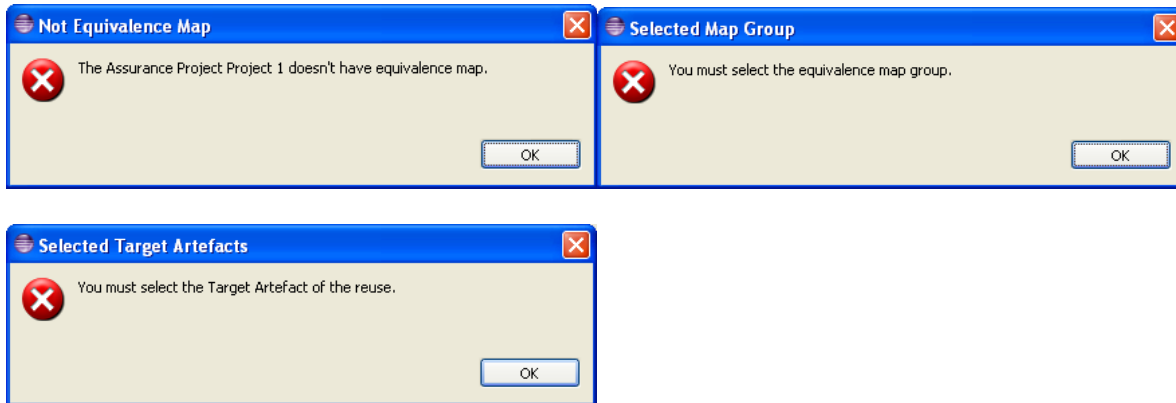 Not Equivalence Map
The Assurance Project Project 1 doesn't have equivalence map.
OK
Selected Map Group
You must select the equivalence map group.
OK
Selected Target Artefacts
You must select the Target Artefact of the reuse.
OK